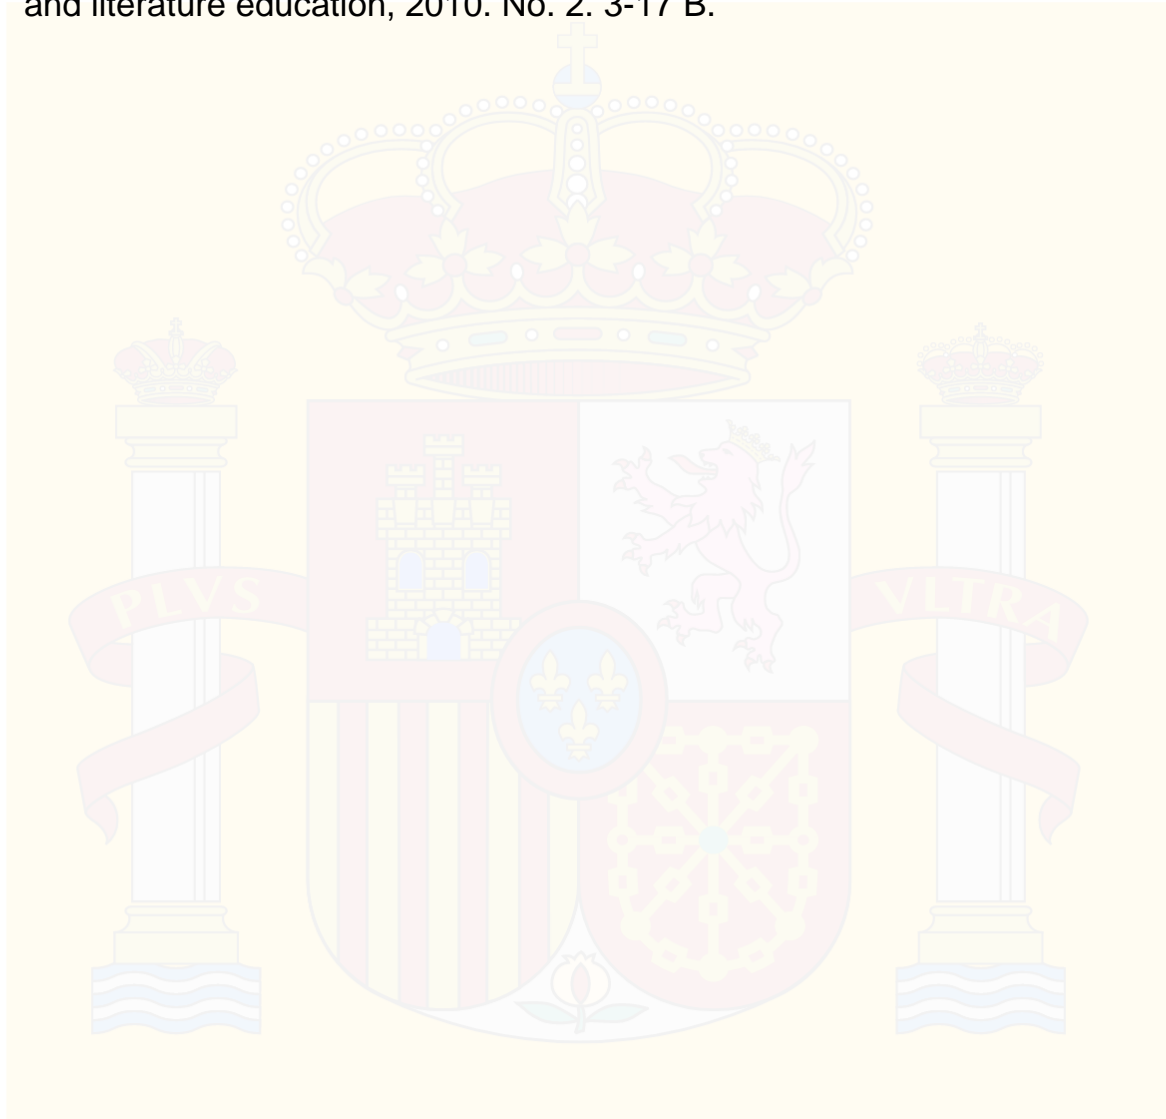 and literature education, 2010. No. 2. 3-17 B.
PLVS
VLTRA